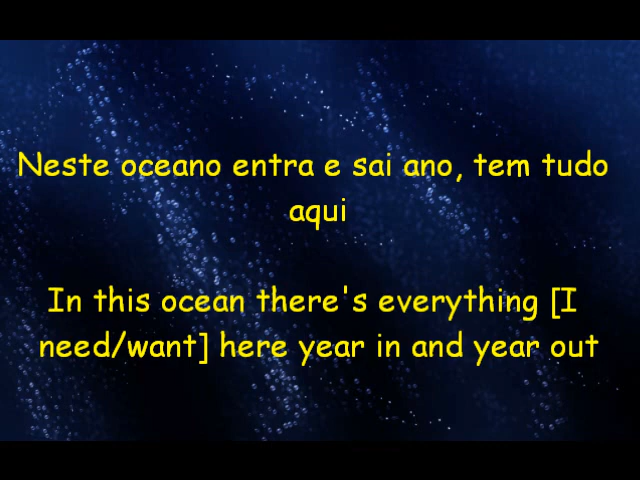 Neste oceano entra e sai ano, tem tudo
aqui
In this ocean there's everything [I
need/want] here year in and year out